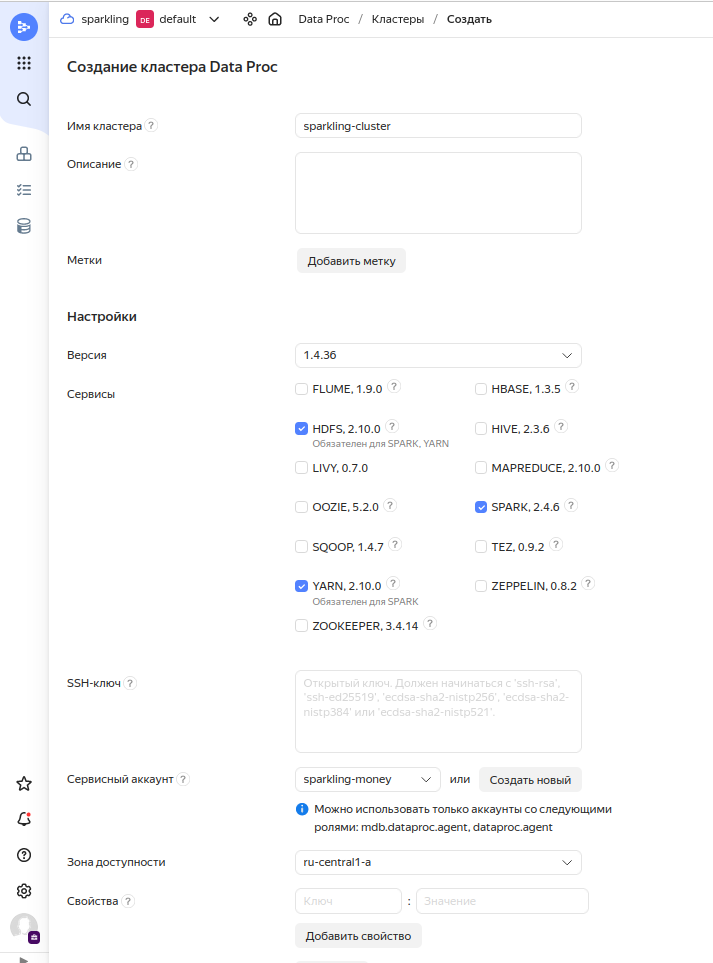 sparkling DE default Data Proc / Кластеры / Создать
Создание кластера Data Proc
Имя кластера ? sparkling-cluster
Описание ?
Метки Добавить метку
Настройки
Версия 1.4.36
Сервисы FLUME, 1.9.0 ? HBASE, 1.3.5 ?
HDFS, 2.10.0 ? HIVE, 2.3.6 ?
Обязателен для SPARK, YARN
LIVY, 0.7.0 MAPREDUCE, 2.10.0 ?
OOZIE, 5.2.0 ? SPARK, 2.4.6 ?
SQOOP, 1.4.7 ? TEZ, 0.9.2 ?
YARN, 2.10.0 ? ZEPPELIN, 0.8.2 ?
Обязателен для SPARK
ZOOKEEPER, 3.4.14 ?
SSH-ключ ? Открытый ключ. Должен начинаться с 'ssh-rsa',
'ssh-ed25519', 'ecdsa-sha2-nistp256', 'ecdsa-sha2-
nistp384' или 'ecdsa-sha2-nistp521'.
Сервисный аккаунт ? sparkling-money или Создать новый
Можно использовать только аккаунты со следующими
ролями: mdb.dataproc.agent, dataproc.agent
Зона доступности ru-central1-a
Свойства ? Ключ : Значение
Добавить свойство